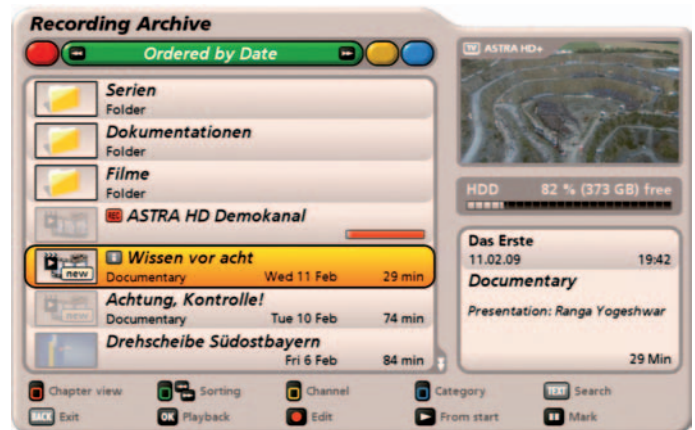 Recording Archive
Ordered by Date
Serien
Folder
Dokumentationen
Folder
Filme
Folder
REC ASTRA HD Demokanal
i Wissen vor acht
new
Documentary Wed 11 Feb 29 min
Achtung, Kontrolle!
new
Documentary Tue 10 Feb 74 min
Drehscheibe Südostbayern
Fri 6 Feb 84 min
TV ASTRA HD+
HDD 82 % (373 GB) free
Das Erste
11.02.09 19:42
Documentary
Presentation: Ranga Yogeshwar
29 Min
Chapter view Sorting Channel Category TEXT Search
BACK Exit OK Playback Edit From start Mark